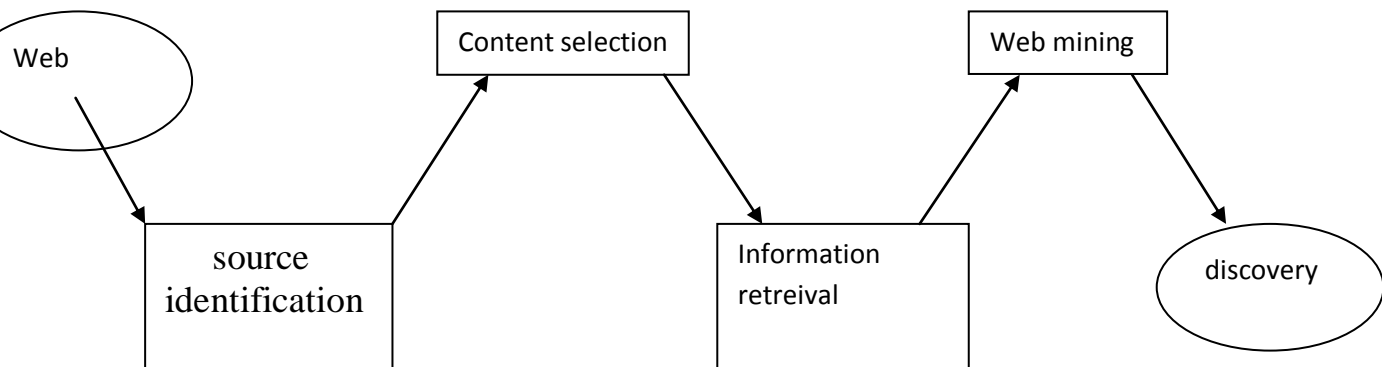 Web
Content selection
Web mining
source
identification
Information
retreival
discovery